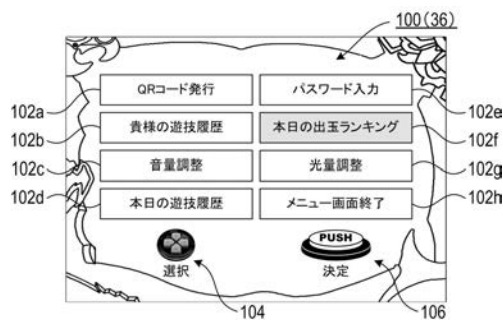 100(36)
102a
QRコード発行
パスワード入力
102e
102b
貴様の遊技履歴
本日の出玉ランキング
102f
102c
音量調整
光量調整
102g
102d
本日の遊技履歴
メニュー画面終了
102h
PUSH
選択
決定
104
106